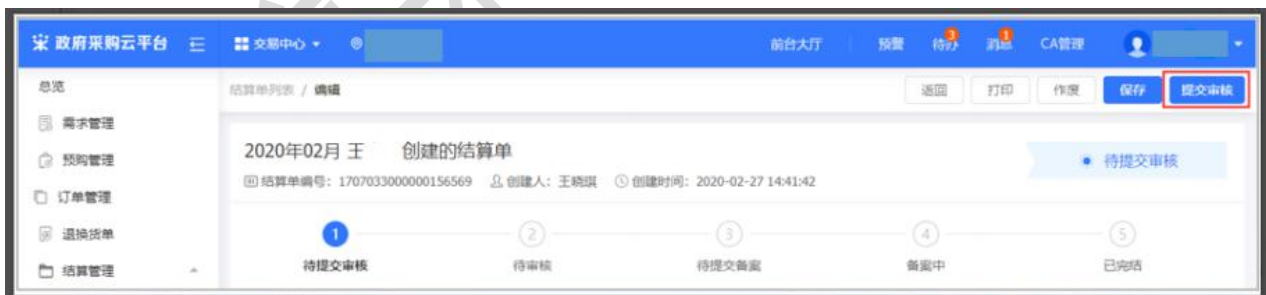 政府采购云平台 交易中心 前台大厅 预警 待办 3 消息 1 CA管理
总览
结算单列表 / 编辑 返回 打印 作废 保存 提交审核
需求管理
预购管理
订单管理
退换货单
结算管理
2020年02月 王 创建的结算单
待提交审核
结算单编号：1707033000000156569 创建人：王晓琪 创建时间：2020-02-27 14:41:42
1 2 3 4 5
待提交审核 待审核 待提交备案 备案中 已完结